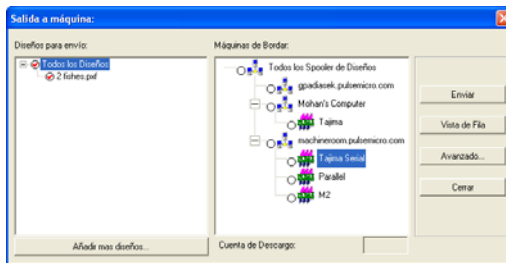 Salida a máquina:
Diseños para envío:
Todos los Diseños
2 fishes.pxf
Añadir mas diseños...
Máquinas de Bordar:
Todos los Spooler de Diseños
gpadiasek.pulsemicro.com
Mohan's Computer
Tajima
machineroom.pulsemicro.com
Tajima Serial
Parallel
M2
Cuenta de Descargo:
Enviar
Vista de Fila
Avanzado...
Cerrar